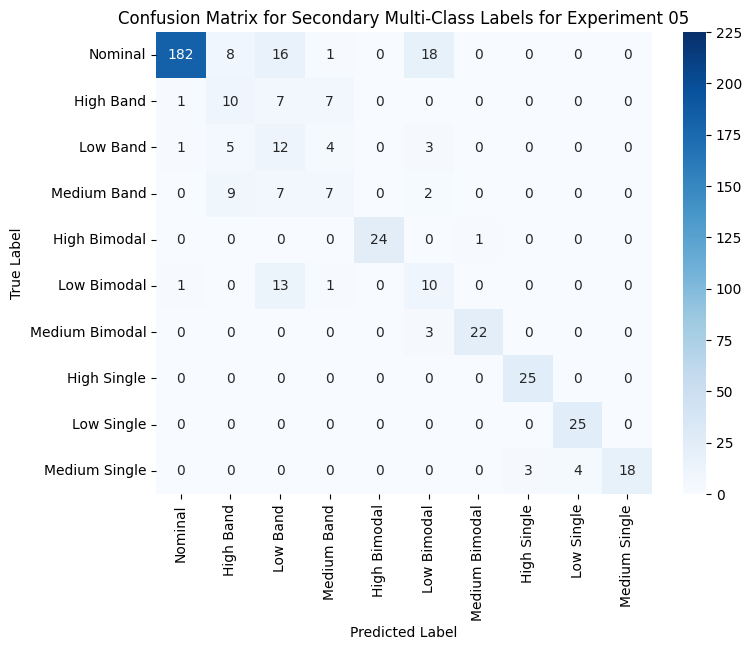 Confusion Matrix for Secondary Multi-Class Labels for Experiment 05
Nominal 182 8 16 1 0 18 0 0 0 0
High Band 1 10 7 7 0 0 0 0 0 0
Low Band 1 5 12 4 0 3 0 0 0 0
Medium Band 0 9 7 7 0 2 0 0 0 0
High Bimodal 0 0 0 0 24 0 1 0 0 0
Low Bimodal 1 0 13 1 0 10 0 0 0 0
Medium Bimodal 0 0 0 0 0 3 22 0 0 0
High Single 0 0 0 0 0 0 0 25 0 0
Low Single 0 0 0 0 0 0 0 0 25 0
Medium Single 0 0 0 0 0 0 0 3 4 18
True Label
Nominal
High Band
Low Band
Medium Band
High Bimodal
Low Bimodal
Medium Bimodal
High Single
Low Single
Medium Single
Predicted Label
225
200
175
150
125
100
75
50
25
0